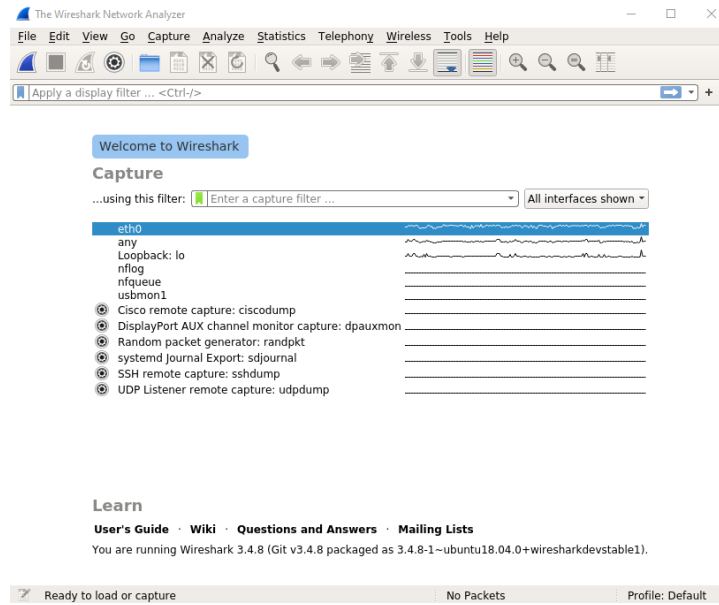 The Wireshark Network Analyzer
File Edit View Go Capture Analyze Statistics Telephony Wireless Tools Help
Apply a display filter ... <Ctrl-/>
Welcome to Wireshark
Capture
...using this filter: Enter a capture filter ... All interfaces shown
eth0
any
Loopback: lo
nflog
nfqueue
usbmon1
Cisco remote capture: ciscodump
DisplayPort AUX channel monitor capture: dpauxmon
Random packet generator: randpkt
systemd Journal Export: sdjournal
SSH remote capture: sshdump
UDP Listener remote capture: udpdump
Learn
User's Guide · Wiki · Questions and Answers · Mailing Lists
You are running Wireshark 3.4.8 (Git v3.4.8 packaged as 3.4.8-1~ubuntu18.04.0+wiresharkdevstable1).
Ready to load or capture No Packets Profile: Default